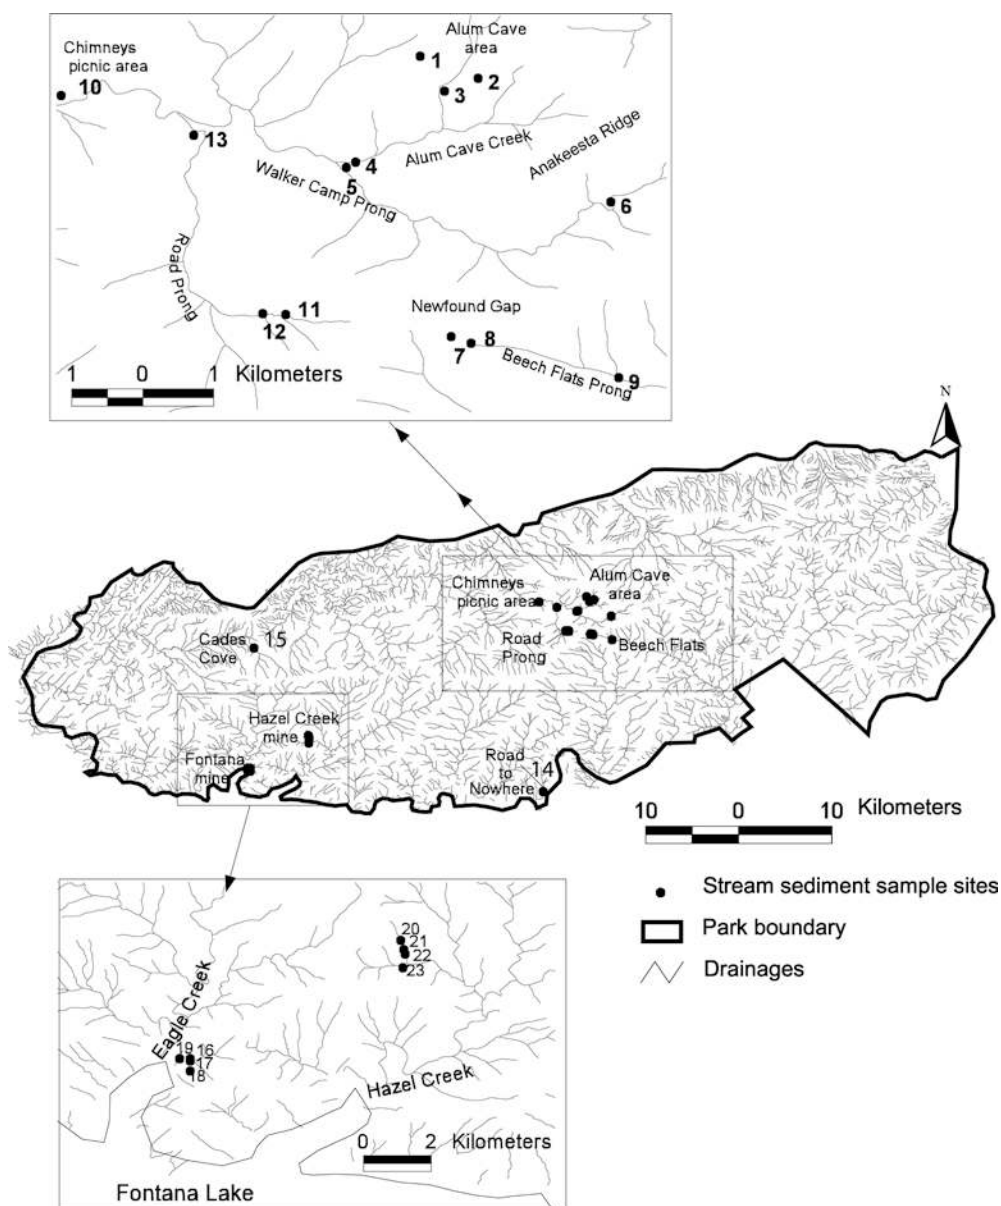 Chimneys
picnic area
10
Alum Cave
area
1
2
3
13
4
5
Alum Cave Creek
Anakeesta Ridge
Walker Camp Prong
6
Road Prong
11
12
Newfound Gap
7
8
Beech Flats Prong
9
1 0 1 Kilometers
N
Chimneys
picnic area
Alum Cave
area
Road
Prong
Beech Flats
Cades
Cove
15
Hazel Creek
mine
Fontana
mine
Road
to
Nowhere
14
10 0 10 Kilometers
Stream sediment sample sites
Park boundary
Drainages
20
21
22
23
Eagle Creek
19 16
17
18
Hazel Creek
0 2 Kilometers
Fontana Lake